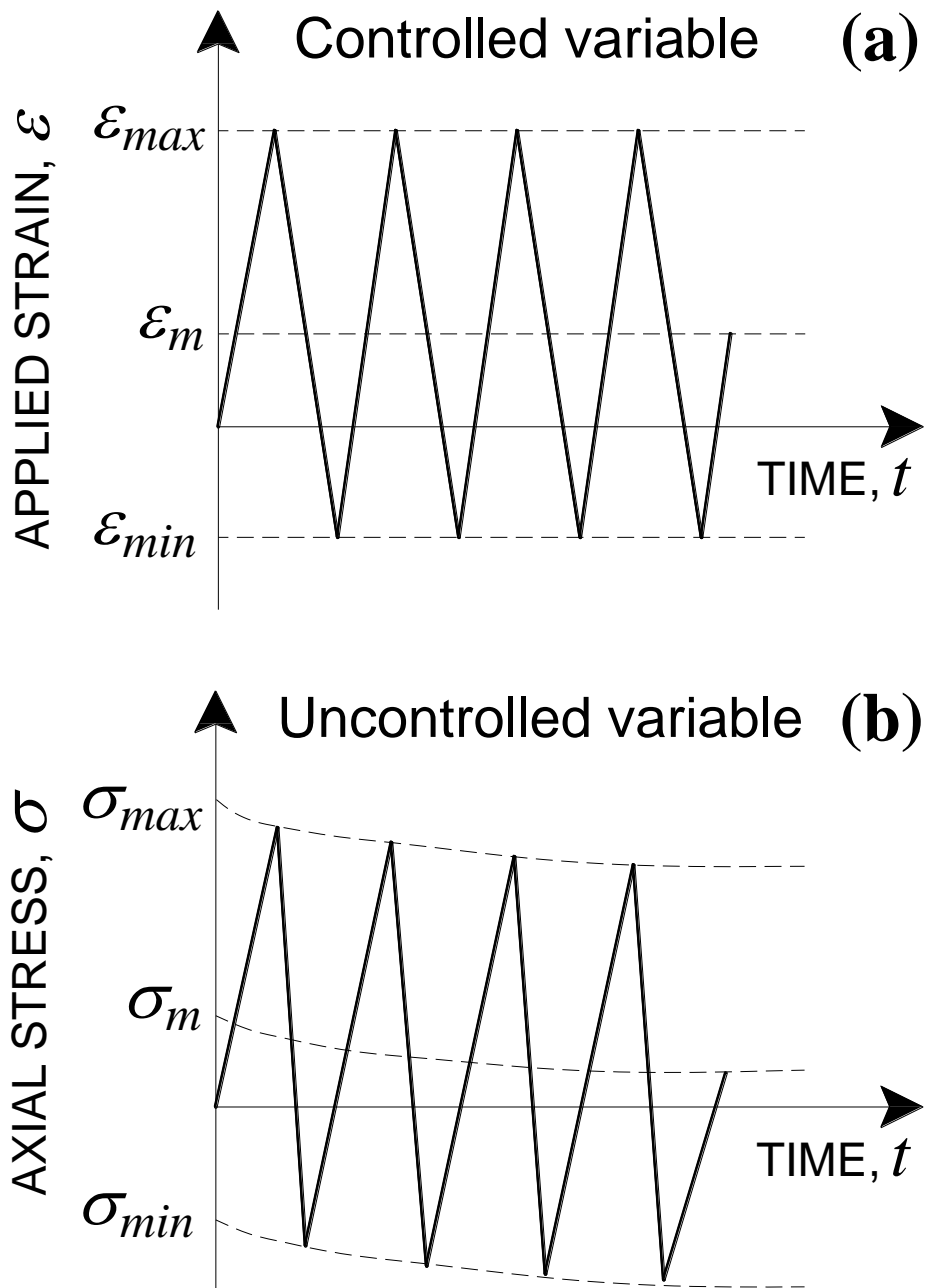 Controlled variable (a)
APPLIED STRAIN, ε
εmax
εm
TIME, t
εmin
Uncontrolled variable (b)
AXIAL STRESS, σ
σmax
σm
TIME, t
σmin